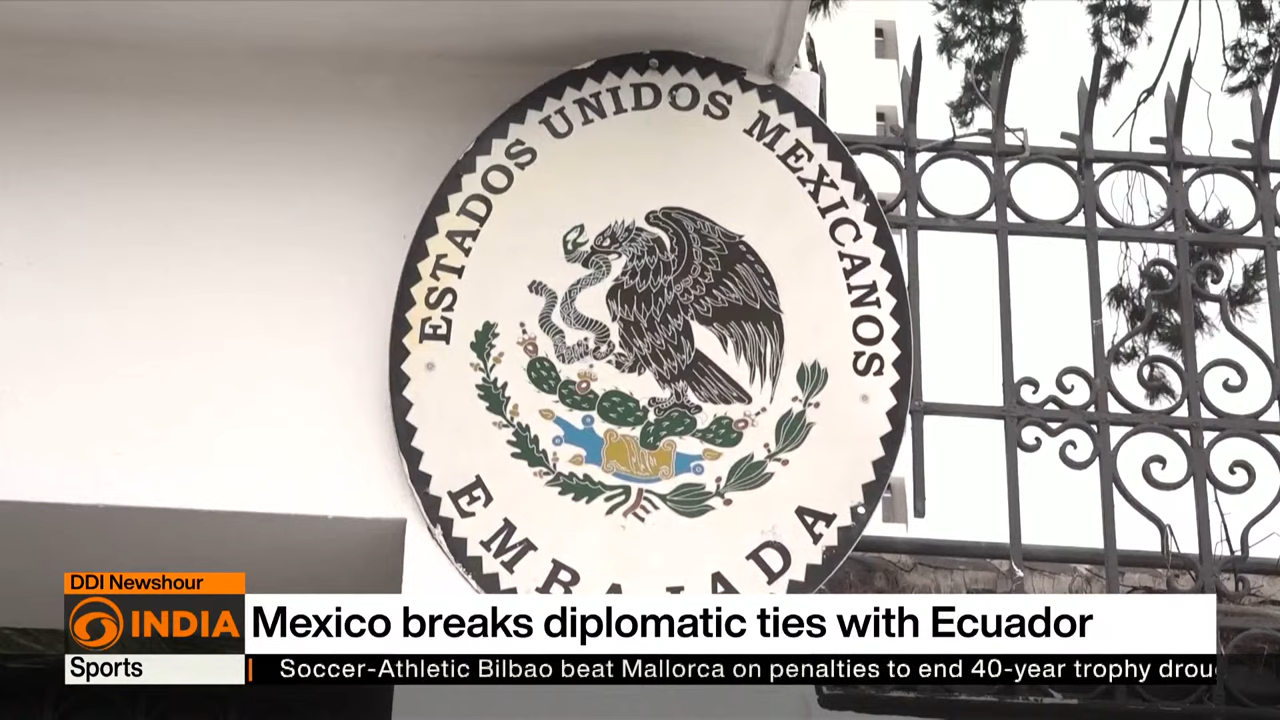 ESTADOS UNIDOS MEXICANOS
EMBAJADA
DDI Newshour
INDIA
Mexico breaks diplomatic ties with Ecuador
Sports
Soccer-Athletic Bilbao beat Mallorca on penalties to end 40-year trophy